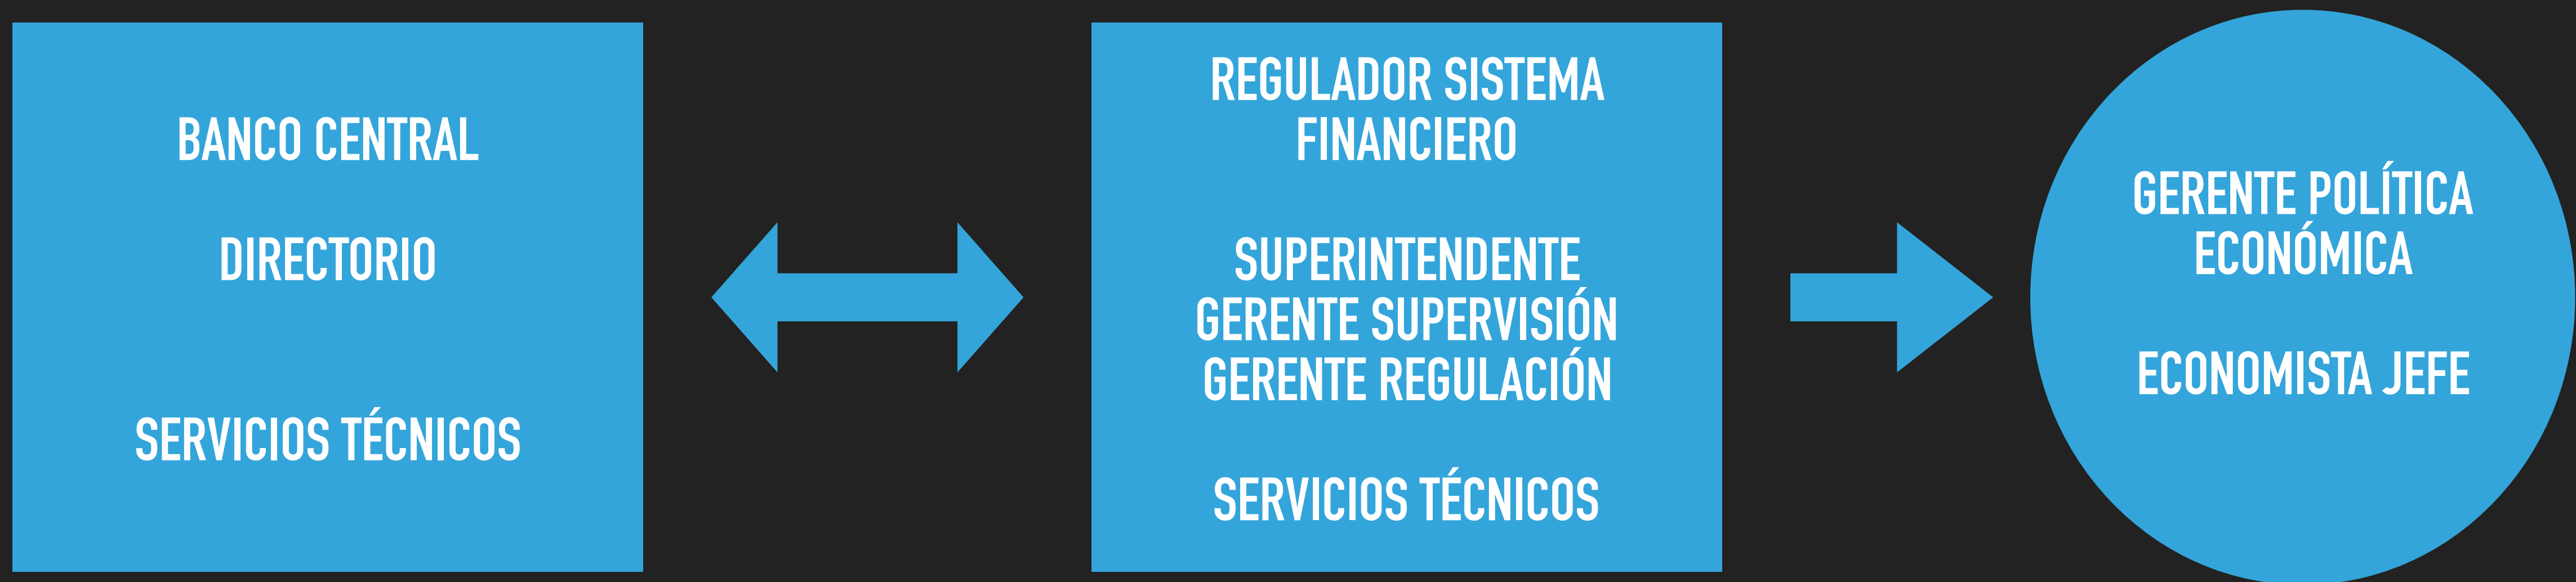 BANCO CENTRAL
DIRECTORIO
SERVICIOS TÉCNICOS
REGULADOR SISTEMA
FINANCIERO
SUPERINTENDENTE
GERENTE SUPERVISIÓN
GERENTE REGULACIÓN
SERVICIOS TÉCNICOS
GERENTE POLÍTICA
ECONÓMICA
ECONOMISTA JEFE